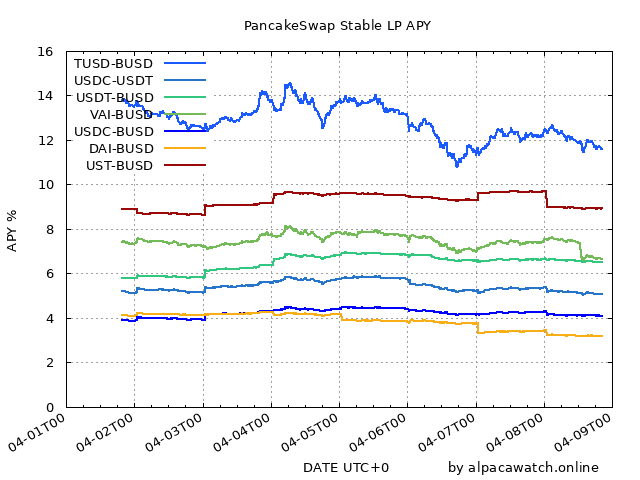 PancakeSwap Stable LP APY
16
14
12
10
8
6
4
2
0
APY %
TUSD-BUSD
USDC-USDT
USDT-BUSD
VAI-BUSD
USDC-BUSD
DAI-BUSD
UST-BUSD
04-01T00
04-02T00
04-03T00
04-04T00
04-05T00
04-06T00
04-07T00
04-08T00
04-09T00
DATE UTC+0
by alpacawatch.online